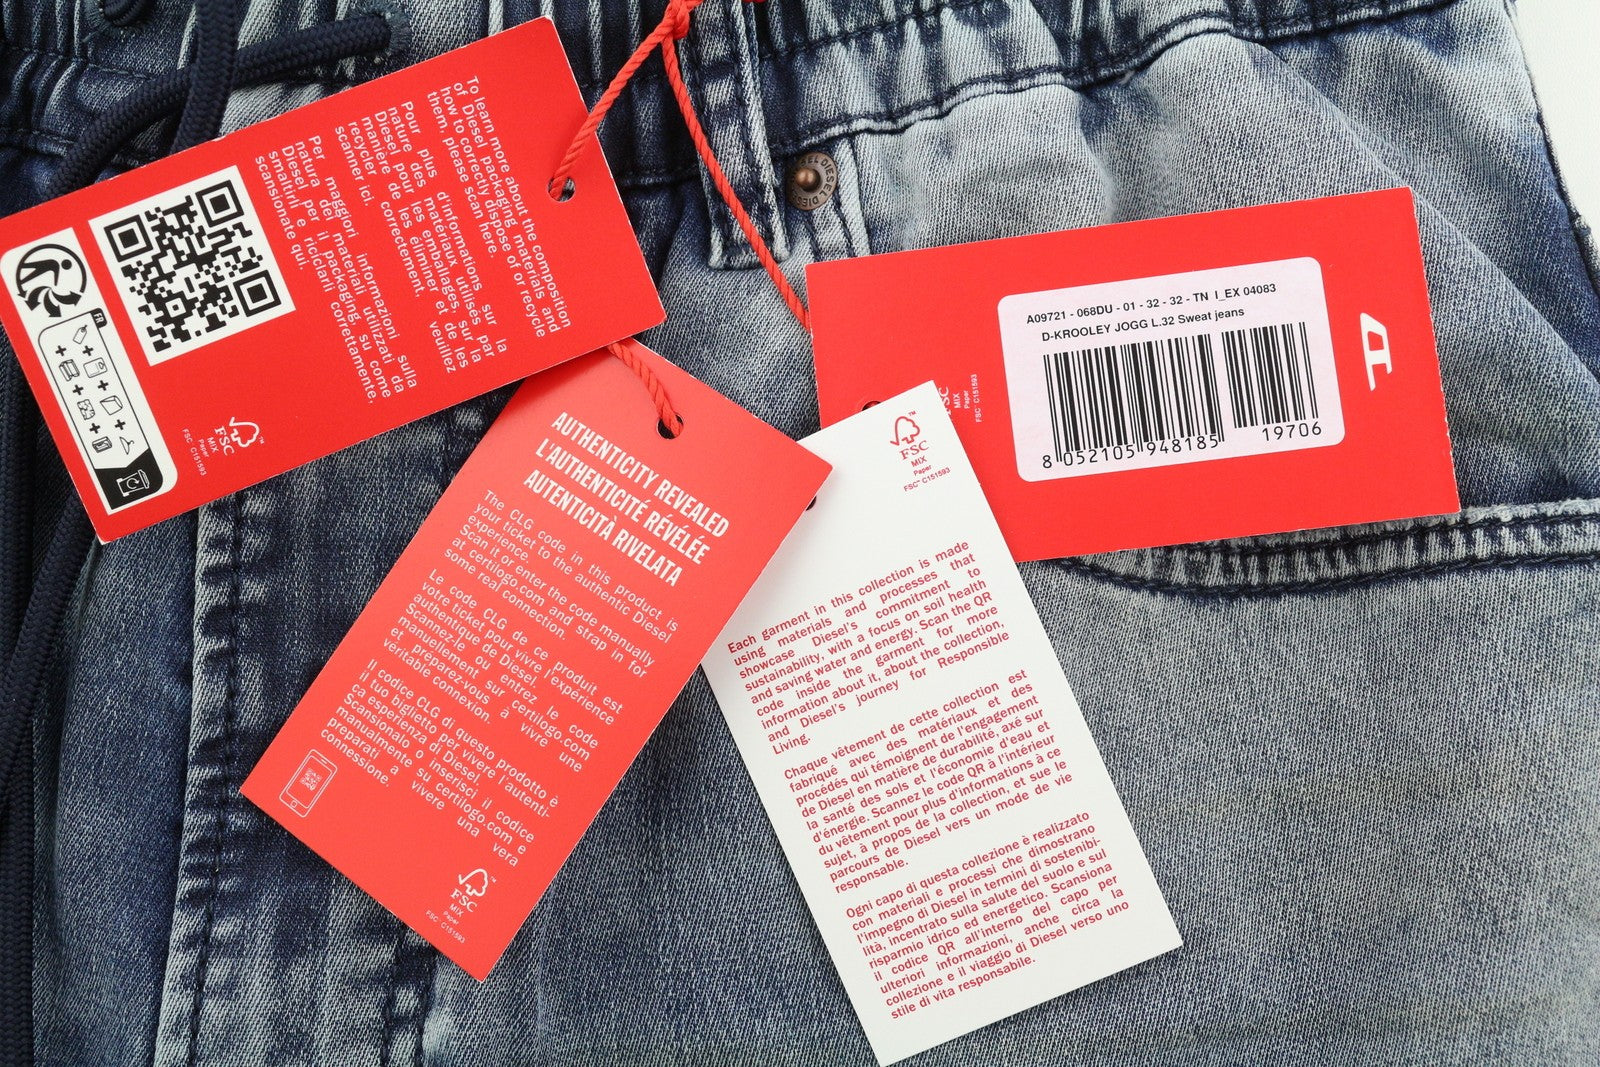 To learn more about the composition
of Diesel packaging materials and
how to correctly dispose of or recycle
them, please scan here.
Pour plus d'informations sur la
nature des matériaux utilisés par
Diesel pour les emballages, sur la
manière de les éliminer et de les
recycler correctement, veuillez
scanner ici.
Per maggiori informazioni sulla
natura dei materiali utilizzati da
Diesel per il packaging, su come
smaltirli e riciclarli correttamente,
scansionate qui.
FR
FSC™
MIX
Paper
FSC™ C151593
DIESEL DIESEL
AUTHENTICITY REVEALED
L'AUTHENTICITÉ RÉVÉLÉE
AUTENTICITÀ RIVELATA
The CLG code in this product is
your ticket to the authentic Diesel
experience.
Scan it or enter the code manually
at certilogo.com and strap in for
some real connection.
Le code CLG de ce produit est
votre ticket pour vivre l'expérience
authentique de Diesel.
Scannez-le ou entrez le code
manuellement sur certilogo.com
et préparez-vous à vivre une
véritable connexion.
Il codice CLG di questo prodotto è
il tuo biglietto per vivere l'autenti-
ca esperienza di Diesel.
Scansionalo o inserisci il codice
manualmente su certilogo.com e
preparati a vivere una vera
connessione.
FSC™
MIX
Paper
FSC™ C151593
FSC™
MIX
Paper
FSC™ C151593
Each garment in this collection is made
using materials and processes that
showcase Diesel's commitment to
sustainability, with a focus on soil health
and saving water and energy. Scan the QR
code inside the garment for more
information about it, about the collection,
and Diesel's journey for Responsible
Living.
Chaque vêtement de cette collection est
fabriqué avec des matériaux et des
procédés qui témoignent de l'engagement
de Diesel en matière de durabilité, axé sur
la santé des sols et l'économie d'eau et
d'énergie. Scannez le code QR à l'intérieur
du vêtement pour plus d'informations à ce
sujet, à propos de la collection, et sue le
parcours de Diesel vers un mode de vie
responsable.
Ogni capo di questa collezione è realizzato
con materiali e processi che dimostrano
l'impegno di Diesel in termini di sostenibi-
lità, incentrato sulla salute del suolo e sul
risparmio idrico ed energetico. Scansiona
il codice QR all'interno del capo per
ulteriori informazioni, anche circa la
collezione e il viaggio di Diesel verso uno
stile di vita responsabile.
A09721 - 068DU - 01 - 32 - 32 - TN I_EX 04083
D-KROOLEY JOGG L.32 Sweat jeans
8 052105 948185
19706
D
SC
MIX
Paper
FSC™ C151593